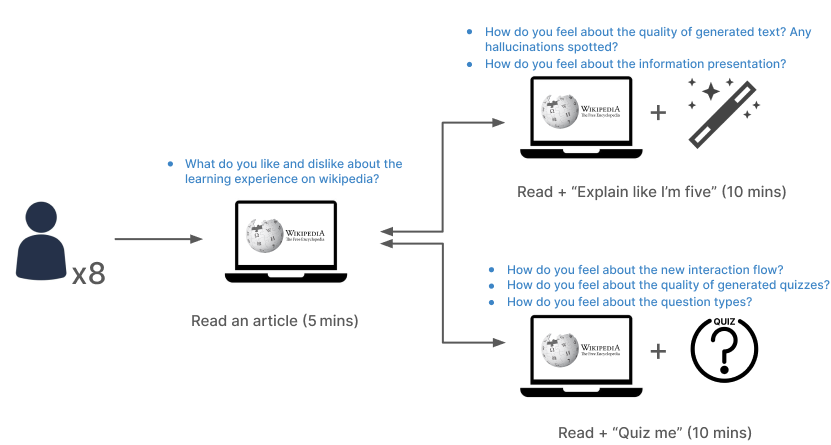 How do you feel about the quality of generated text? Any
hallucinations spotted?
How do you feel about the information presentation?
WIKIPEDIA
The Free Encyclopedia
+
Read + “Explain like I’m five” (10 mins)
What do you like and dislike about the
learning experience on wikipedia?
WIKIPEDIA
The Free Encyclopedia
x8
Read an article (5 mins)
How do you feel about the new interaction flow?
How do you feel about the quality of generated quizzes?
How do you feel about the question types?
WIKIPEDIA
The Free Encyclopedia
+
QUIZ
?
Read + “Quiz me” (10 mins)